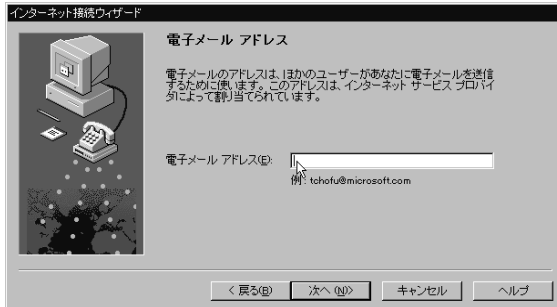 インターネット接続ウィザード
電子メール アドレス
電子メールのアドレスは、ほかのユーザーがあなたに電子メールを送信
するために使います。このアドレスは、インターネット サービス プロバイ
ダによって割り当てられています。
電子メール アドレス(E):
例: tchofu@microsoft.com
< 戻る(B)
次へ (N)>
キャンセル
ヘルプ